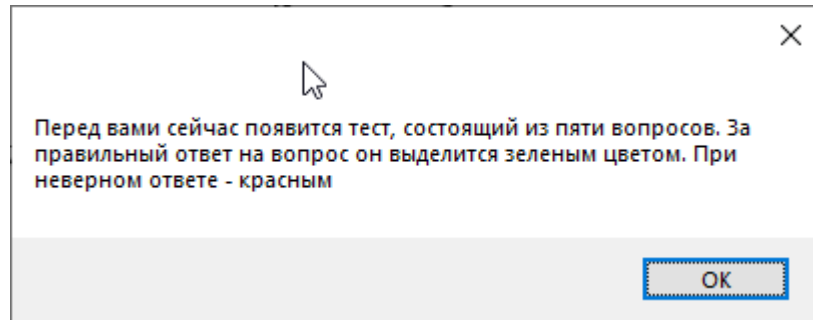 Перед вами сейчас появится тест, состоящий из пяти вопросов. За
правильный ответ на вопрос он выделится зеленым цветом. При
неверном ответе - красным
ОК